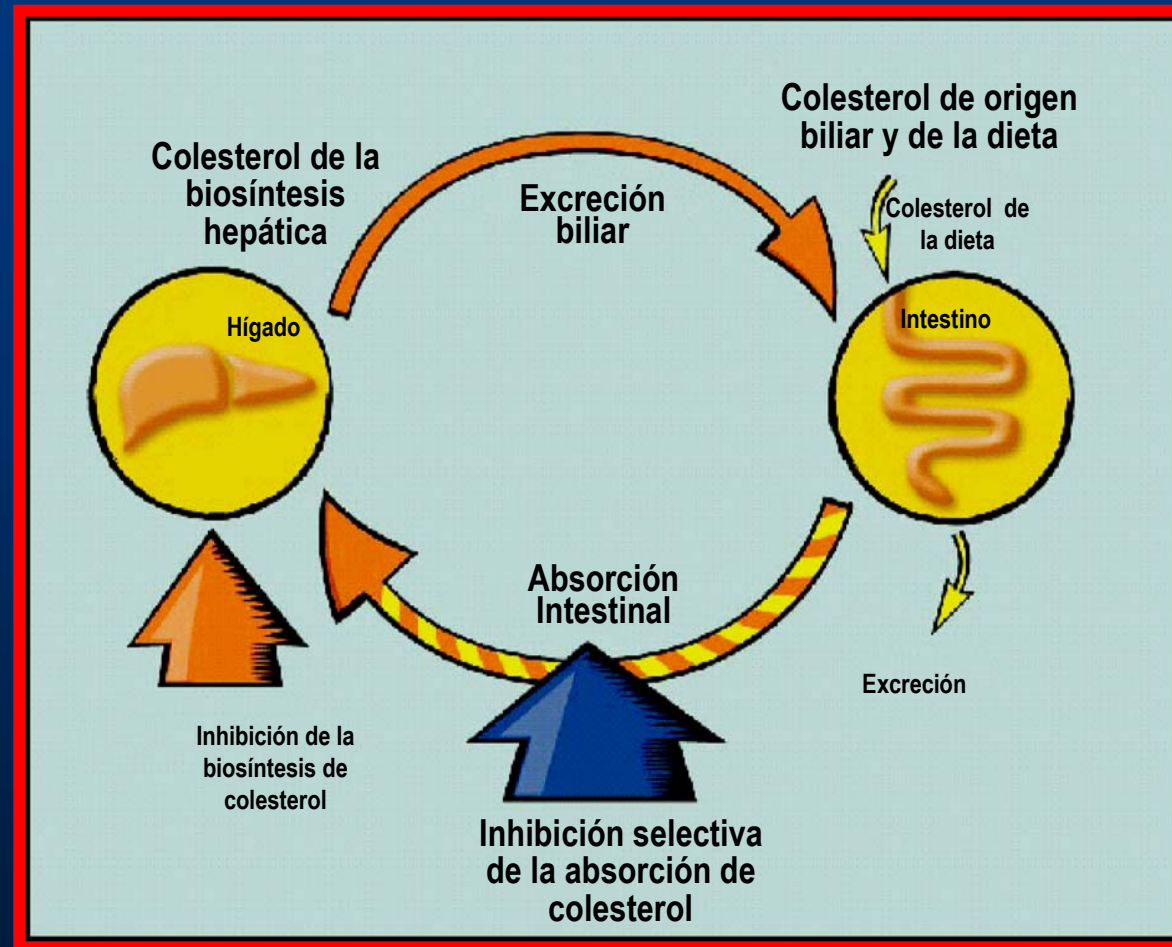 Colesterol de la
biosíntesis
hepática
Excreción
biliar
Colesterol de origen
biliar y de la dieta
Colesterol de
la dieta
Hígado
Intestino
Absorción
Intestinal
Excreción
Inhibición de la
biosíntesis de
colesterol
Inhibición selectiva
de la absorción de
colesterol